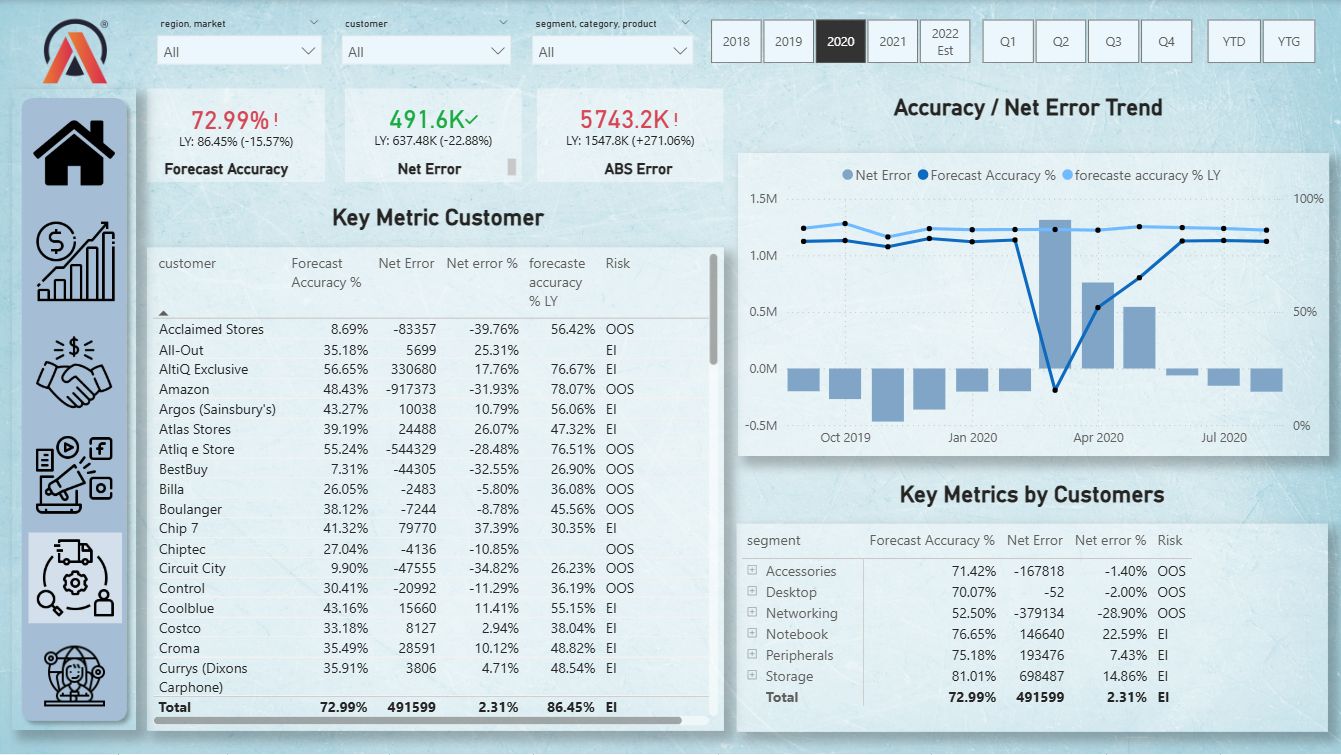 region, market
customer
segment, category, product
All
All
All
2018 2019 2020 2021 2022 Est
Q1 Q2 Q3 Q4
YTD YTG
72.99%!
LY: 86.45% (-15.57%)
Forecast Accuracy
491.6K✓
LY: 637.48K (-22.88%)
Net Error
5743.2K!
LY: 1547.8K (+271.06%)
ABS Error
Key Metric Customer
customer Forecast Accuracy % Net Error Net error % forecaste accuracy % LY Risk
Acclaimed Stores 8.69% -83357 -39.76% 56.42% OOS
All-Out 35.18% 5699 25.31% EI
AltiQ Exclusive 56.65% 330680 17.76% 76.67% EI
Amazon 48.43% -917373 -31.93% 78.07% OOS
Argos (Sainsbury's) 43.27% 10038 10.79% 56.06% EI
Atlas Stores 39.19% 24488 26.07% 47.32% EI
Atliq e Store 55.24% -544329 -28.48% 76.51% OOS
BestBuy 7.31% -44305 -32.55% 26.90% OOS
Billa 26.05% -2483 -5.80% 36.08% OOS
Boulanger 38.12% -7244 -8.78% 45.56% OOS
Chip 7 41.32% 79770 37.39% 30.35% EI
Chiptec 27.04% -4136 -10.85% OOS
Circuit City 9.90% -47555 -34.82% 26.23% OOS
Control 30.41% -20992 -11.29% 36.19% OOS
Coolblue 43.16% 15660 11.41% 55.15% EI
Costco 33.18% 8127 2.94% 38.04% EI
Croma 35.49% 28591 10.12% 48.82% EI
Currys (Dixons Carphone) 35.91% 3806 4.71% 48.54% EI
Total 72.99% 491599 2.31% 86.45% EI
Accuracy / Net Error Trend
Net Error Forecast Accuracy % forecaste accuracy % LY
1.5M 100%
1.0M
0.5M 50%
0.0M
-0.5M 0%
Oct 2019 Jan 2020 Apr 2020 Jul 2020
Key Metrics by Customers
segment Forecast Accuracy % Net Error Net error % Risk
Accessories 71.42% -167818 -1.40% OOS
Desktop 70.07% -52 -2.00% OOS
Networking 52.50% -379134 -28.90% OOS
Notebook 76.65% 146640 22.59% EI
Peripherals 75.18% 193476 7.43% EI
Storage 81.01% 698487 14.86% EI
Total 72.99% 491599 2.31% EI